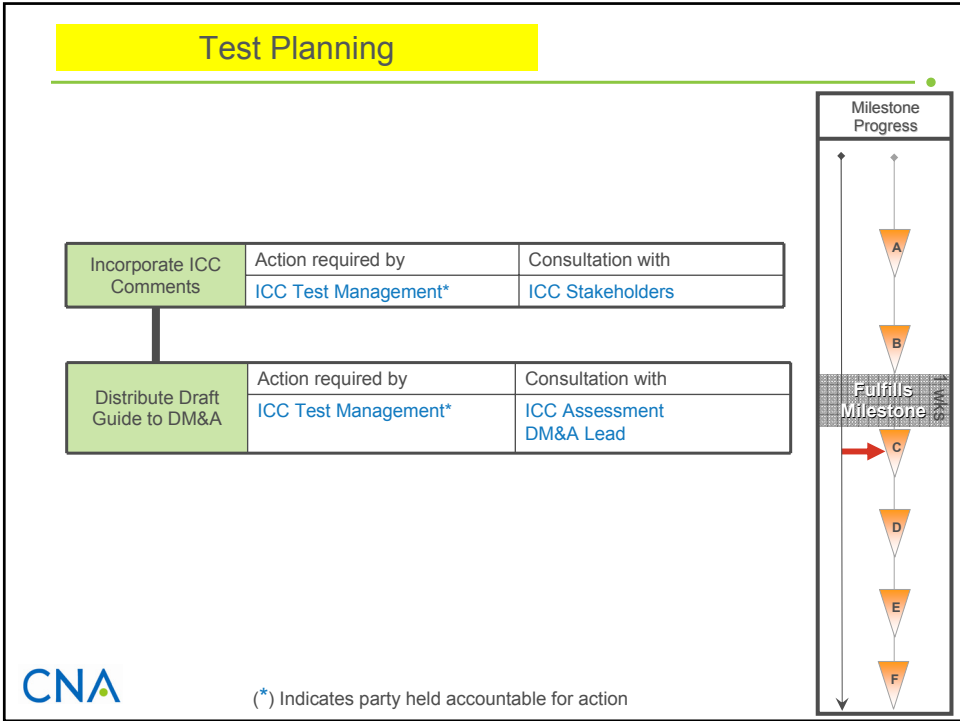 Test Planning
Milestone
Progress
Incorporate ICC
Comments
Action required by
Consultation with
ICC Test Management*
ICC Stakeholders
Distribute Draft
Guide to DM&A
Action required by
Consultation with
ICC Test Management*
ICC Assessment
DM&A Lead
A
B
Fulfills
Milestone
1 wks
C
D
E
F
CNA
(*) Indicates party held accountable for action